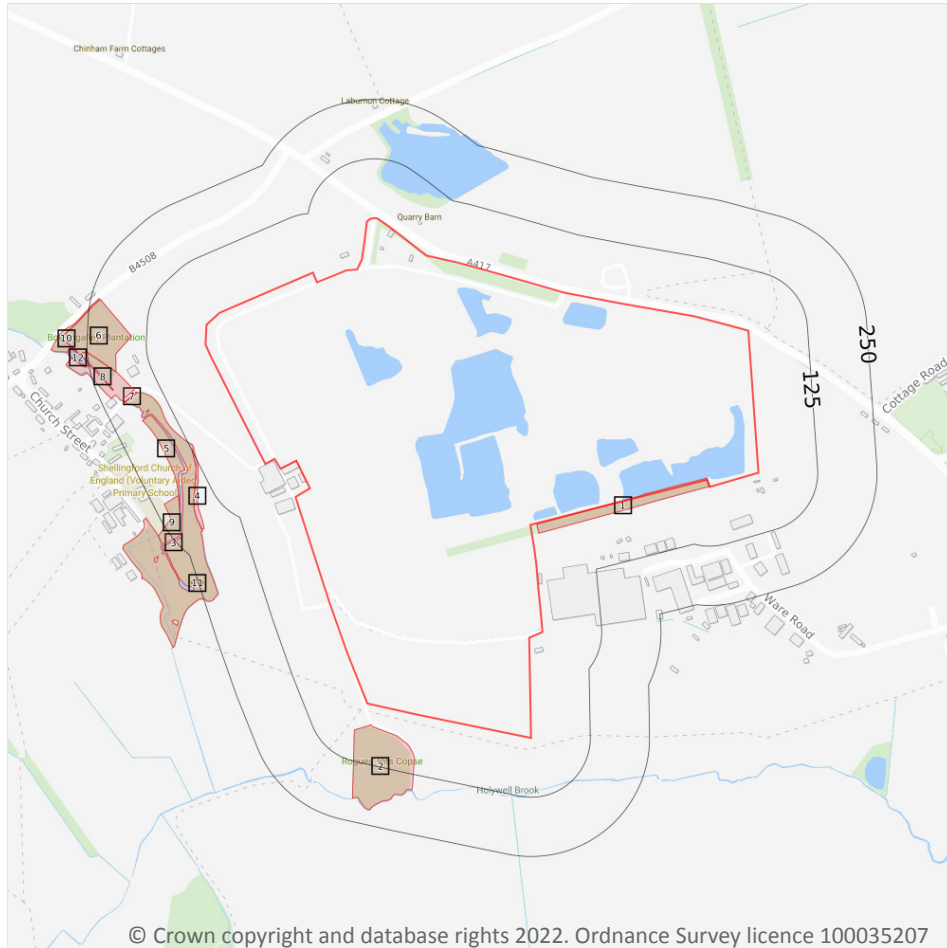 Chinham Farm Cottages
Laburnun Cottage
Quarry Barn
A417
B4508
250
125
Cottage Road
10
6
12
8
7
Church Street
5
Shellingford Church of
England (Voluntary Aided
Primary School)
4
9
3
11
1
Ware Road
2
Copse
Holywell Brook
© Crown copyright and database rights 2022. Ordnance Survey licence 100035207